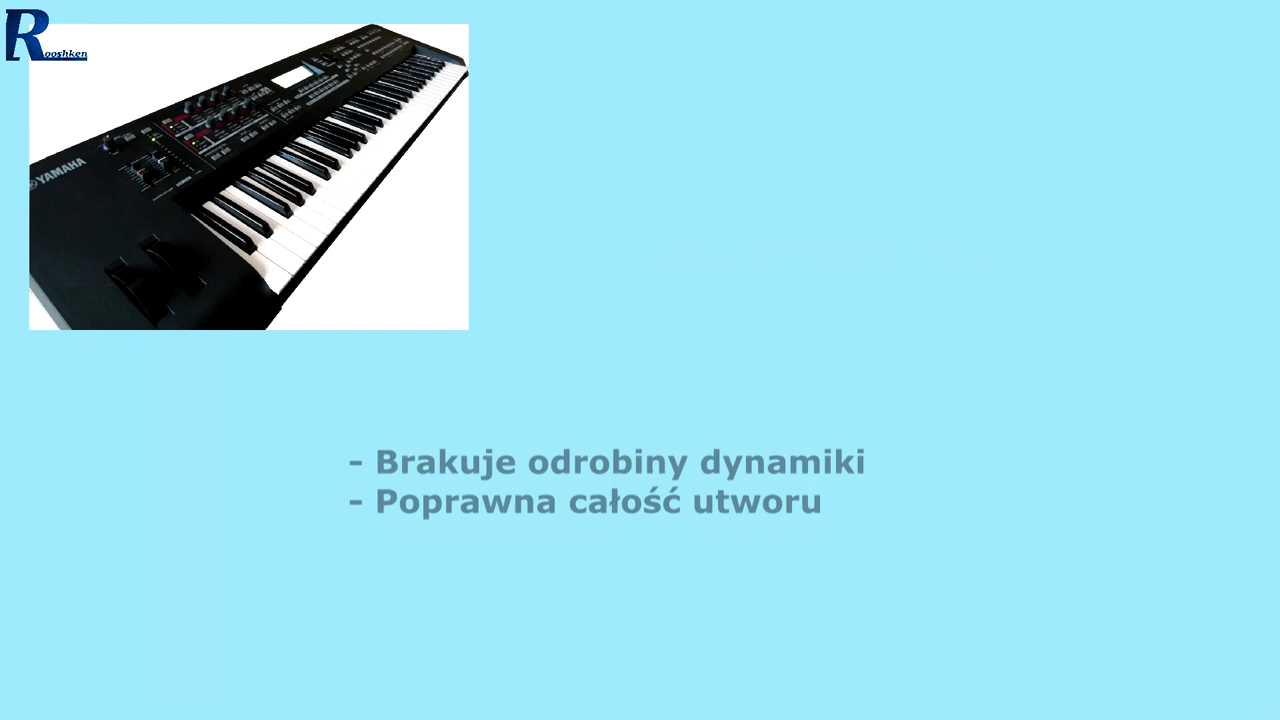 Rooshken
YAMAHA
- Brakuje odrobiny dynamiki
- Poprawna całość utworu